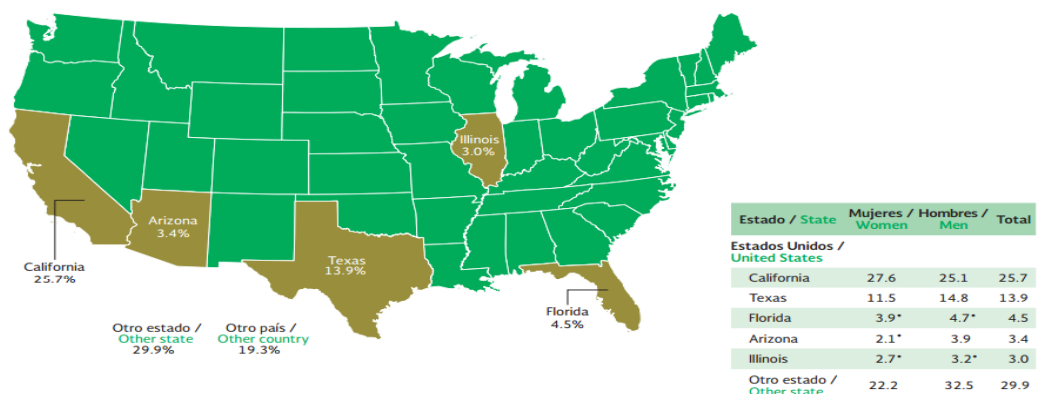 Illinois
3.0%
Arizona
3.4%
Texas
13.9%
California
25.7%
Florida
4.5%
Otro estado /
Other state
29.9%
Otro país /
Other country
19.3%
Estado / State Mujeres / Women Hombres / Men Total
Estados Unidos /
United States
California 27.6 25.1 25.7
Texas 11.5 14.8 13.9
Florida 3.9* 4.7* 4.5
Arizona 2.1* 3.9 3.4
Illinois 2.7* 3.2* 3.0
Otro estado /
Other state 22.2 32.5 29.9